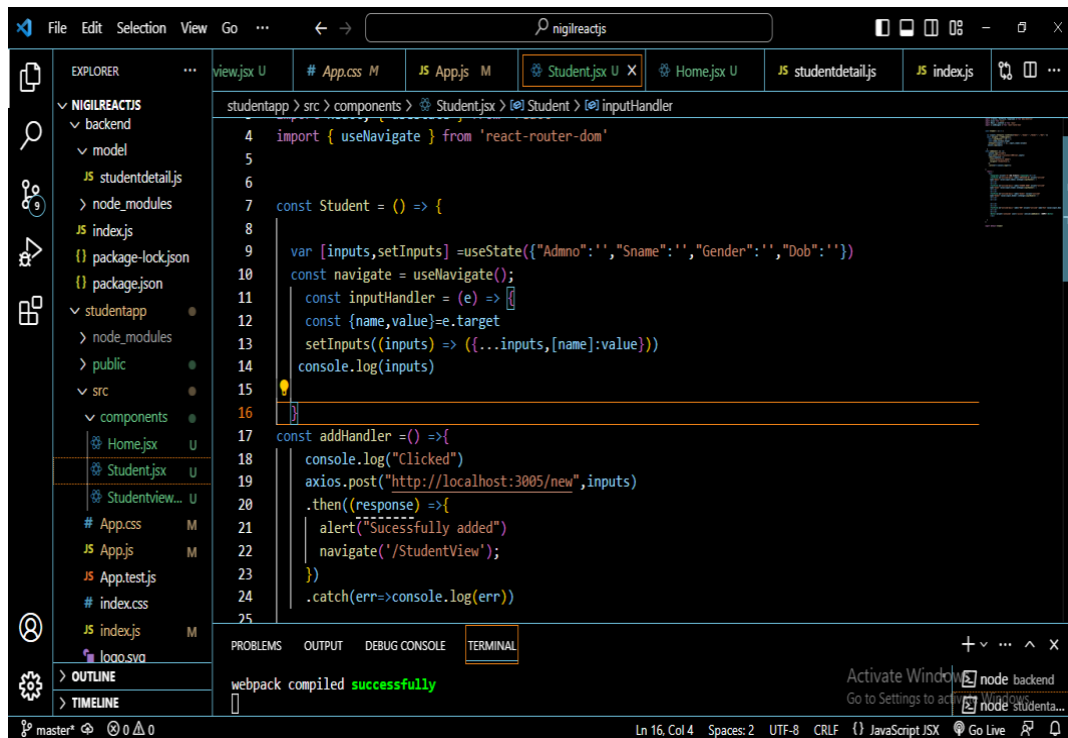 File Edit Selection View Go ··· ← → nigilreactjs
EXPLORER ···
view.jsx U # App.css M JS App.js M Student.jsx U X Home.jsx U JS studentdetail.js JS index.js ···
NIGILREACTJS
backend
model
JS studentdetail.js
node_modules
JS index.js
{} package-lock.json
{} package.json
studentapp
node_modules
public
src
components
Home.jsx U
Student.jsx U
Studentview... U
# App.css M
JS App.js M
JS App.test.js
# index.css
JS index.js M
logo.svg
OUTLINE
TIMELINE
9
studentapp > src > components > Student.jsx > Student > inputHandler
4 import { useNavigate } from 'react-router-dom'
5
6
7 const Student = () => {
8
9 var [inputs,setInputs] =useState({"Admno":'',"Sname":'',"Gender":'',"Dob":''})
10 const navigate = useNavigate();
11 const inputHandler = (e) => {
12 const {name,value}=e.target
13 setInputs((inputs) => ({...inputs,[name]:value}))
14 console.log(inputs)
15
16 }
17 const addHandler =() =>{
18 console.log("Clicked")
19 axios.post("http://localhost:3005/new",inputs)
20 .then((response) =>{
21 alert("Sucessfully added")
22 navigate('/StudentView');
23 })
24 .catch(err=>console.log(err))
25
PROBLEMS OUTPUT DEBUG CONSOLE TERMINAL
webpack compiled successfully
Activate Windows
Go to Settings to activate Windows.
node backend
node studenta...
master* 0 0 Ln 16, Col 4 Spaces: 2 UTF-8 CRLF {} JavaScript JSX Go Live